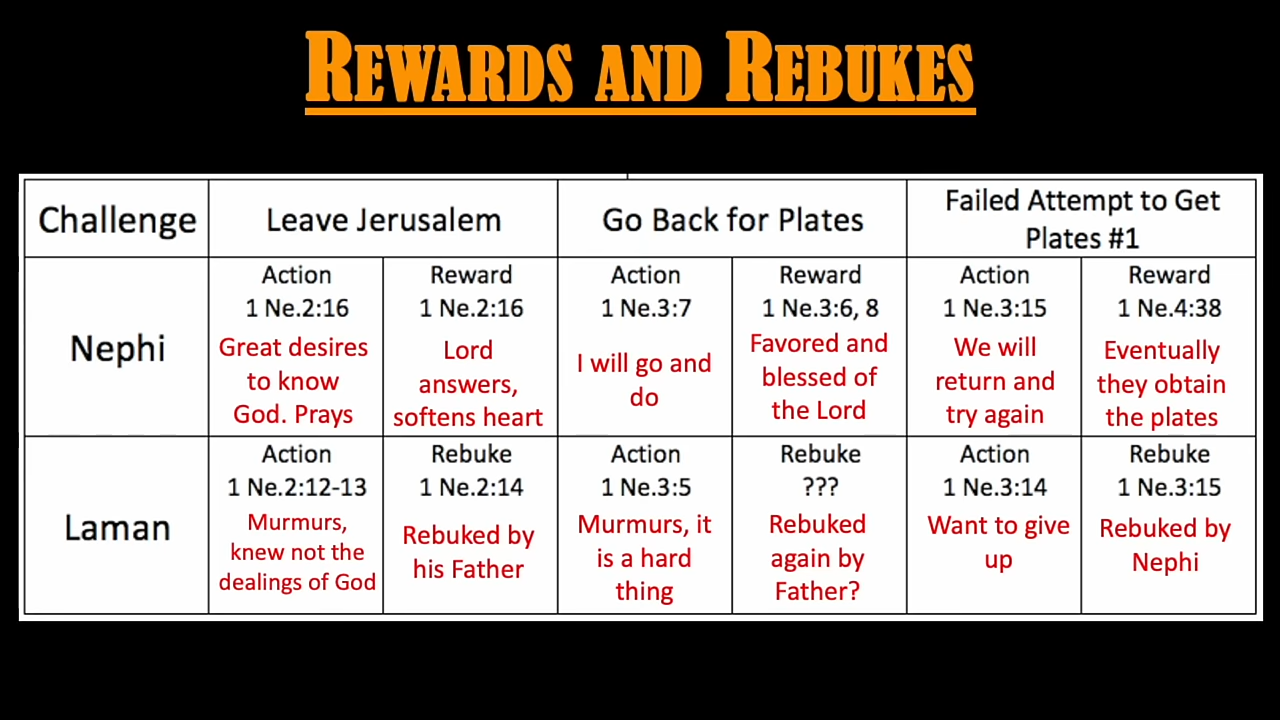 REWARDS AND REBUKES
Challenge
Leave Jerusalem
Go Back for Plates
Failed Attempt to Get
Plates #1
Nephi
Action
1 Ne.2:16
Great desires
to know
God. Prays
Reward
1 Ne.2:16
Lord
answers,
softens heart
Action
1 Ne.3:7
I will go and
do
Reward
1 Ne.3:6, 8
Favored and
blessed of
the Lord
Action
1 Ne.3:15
We will
return and
try again
Reward
1 Ne.4:38
Eventually
they obtain
the plates
Laman
Action
1 Ne.2:12-13
Murmurs,
knew not the
dealings of God
Rebuke
1 Ne.2:14
Rebuked by
his Father
Action
1 Ne.3:5
Murmurs, it
is a hard
thing
Rebuke
???
Rebuked
again by
Father?
Action
1 Ne.3:14
Want to give
up
Rebuke
1 Ne.3:15
Rebuked by
Nephi